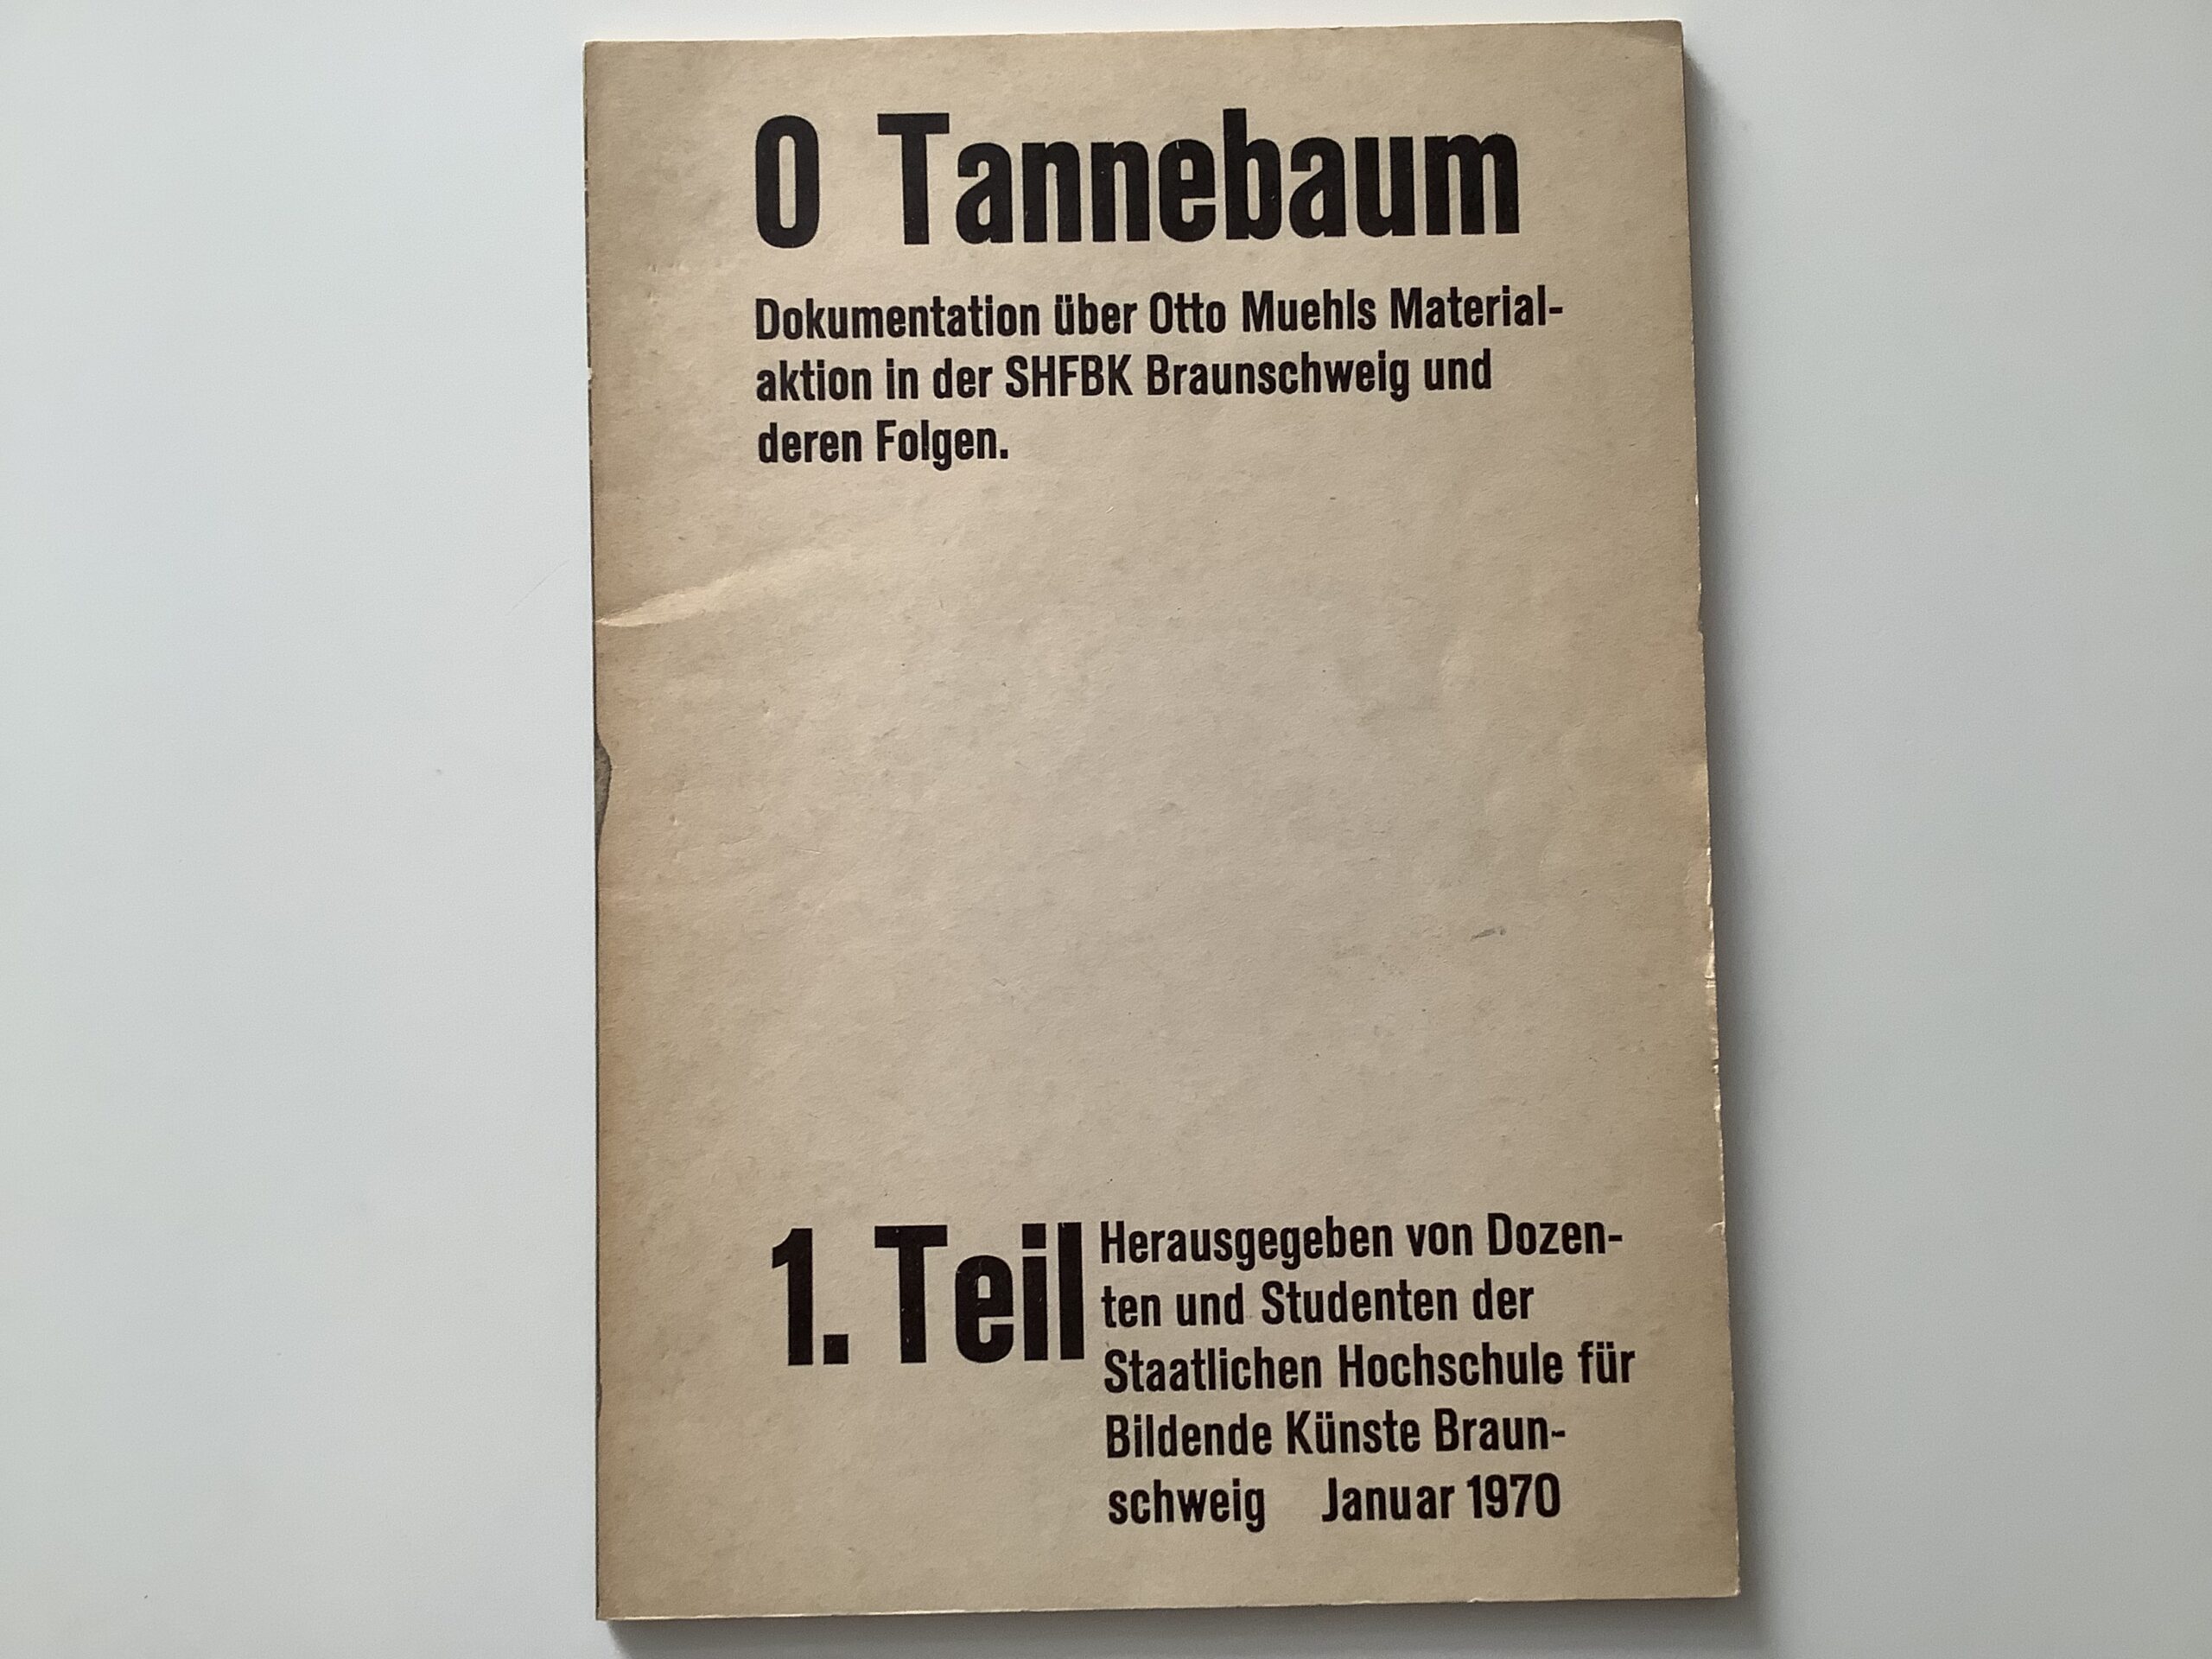 O Tannebaum
Dokumentation über Otto Muehls Material-
aktion in der SHFBK Braunschweig und
deren Folgen.
1. Teil
Herausgegeben von Dozen-
ten und Studenten der
Staatlichen Hochschule für
Bildende Künste Braun-
schweig Januar 1970